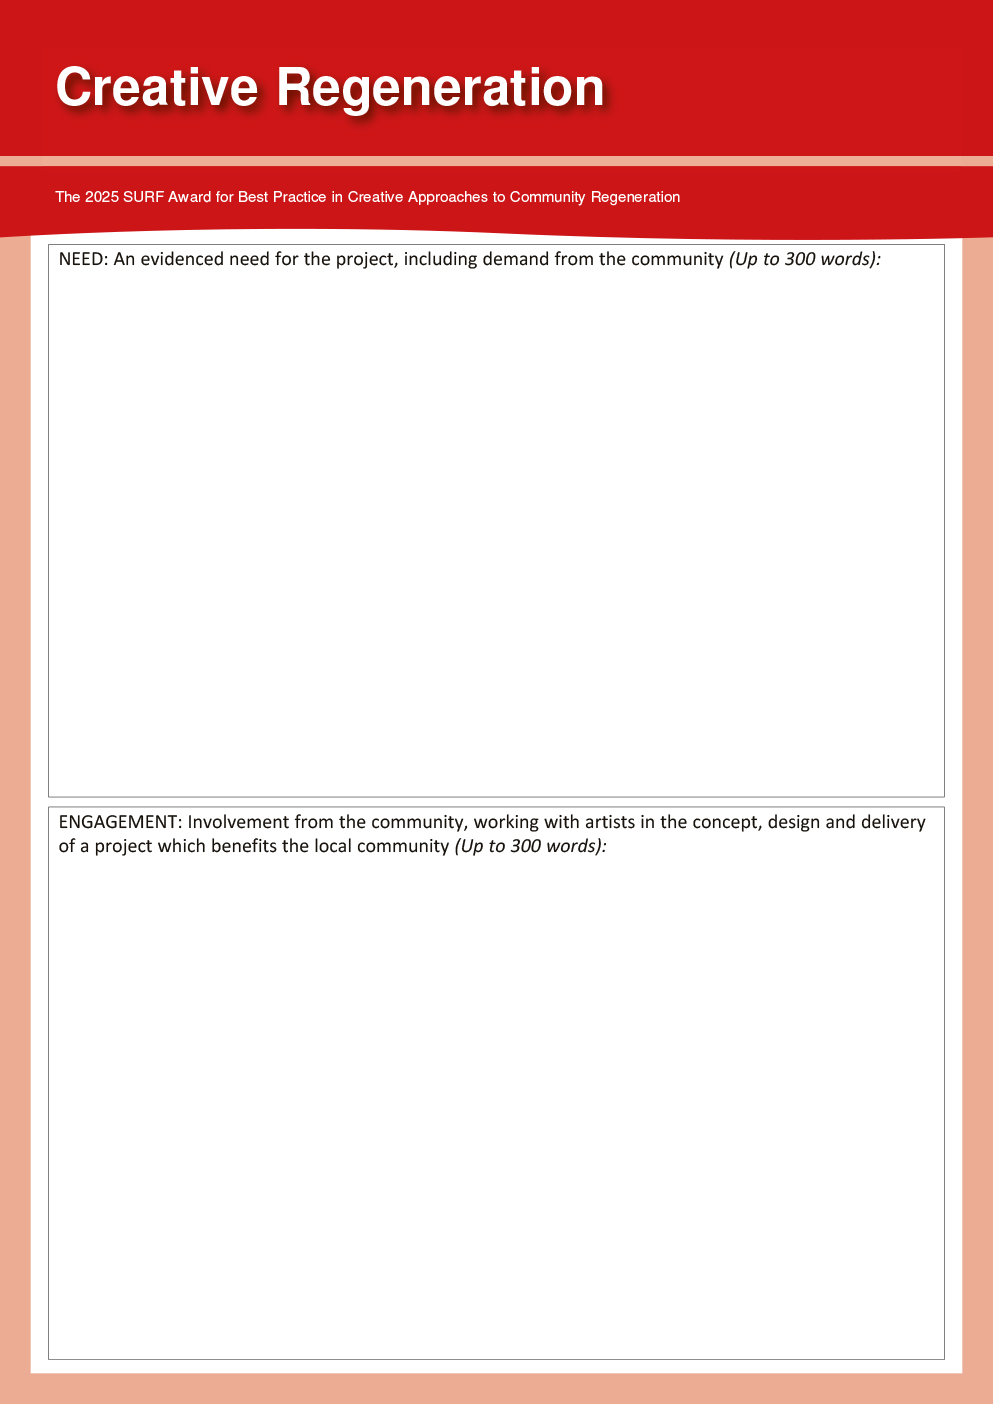 Creative Regeneration
The 2025 SURF Award for Best Practice in Creative Approaches to Community Regeneration
NEED: An evidenced need for the project, including demand from the community (Up to 300 words):
ENGAGEMENT: Involvement from the community, working with artists in the concept, design and delivery
of a project which benefits the local community (Up to 300 words):